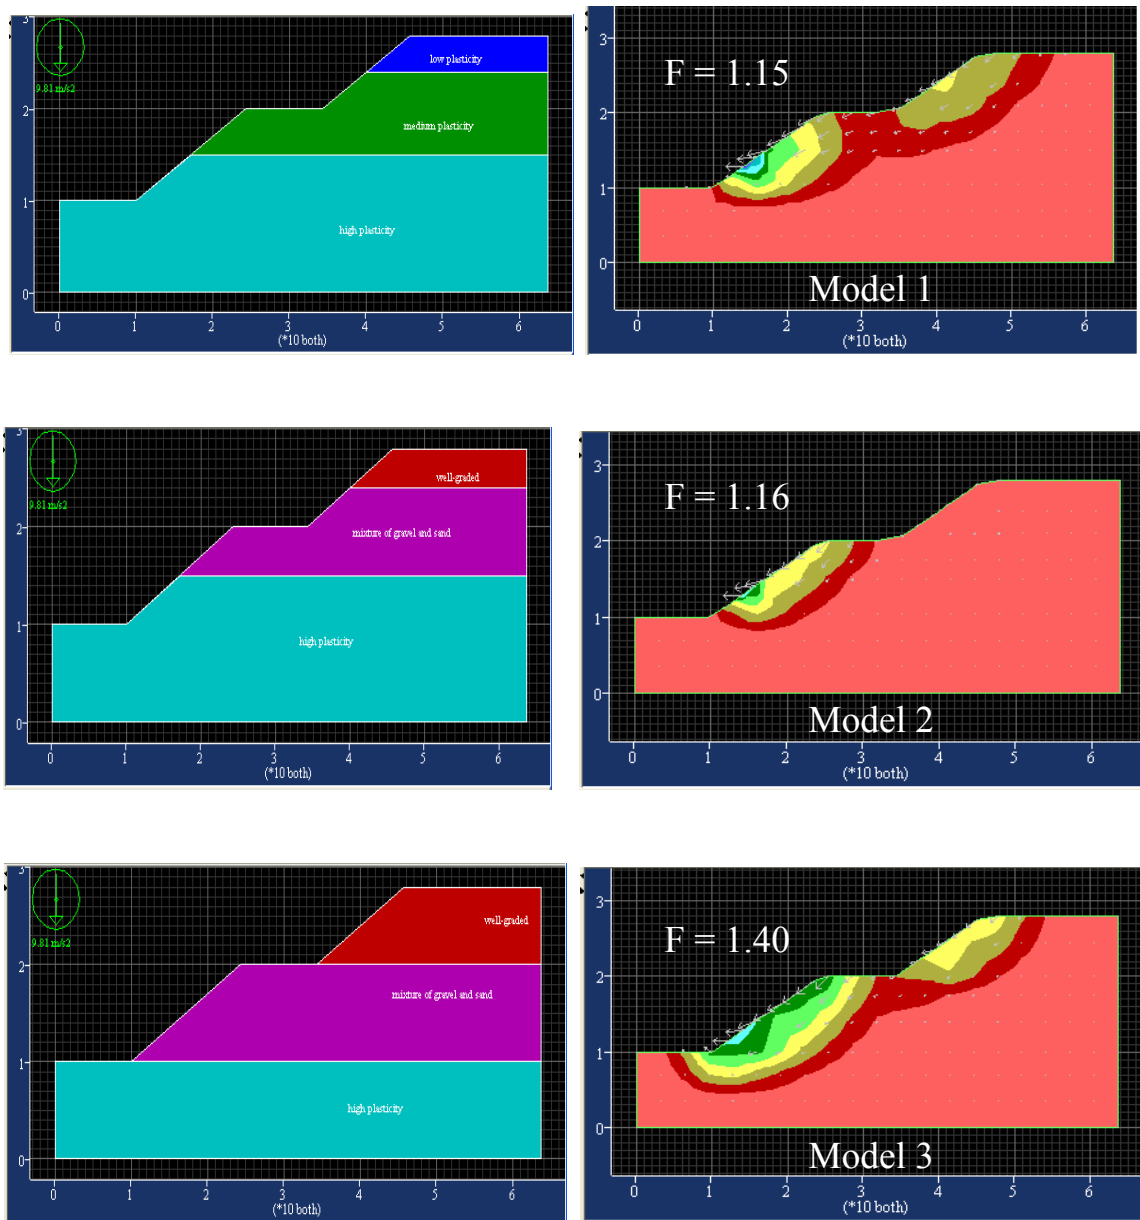 3
9.81 m/s2
low plasticity
2
medium plasticity
1
high plasticity
0
0 1 2 3 4 5 6
(*10 both)
3
F = 1.15
2
1
0
Model 1
0 1 2 3 4 5 6
(*10 both)
3
9.81 m/s2
well-graded
2
mixture of gravel and sand
1
high plasticity
0
0 1 2 3 4 5 6
(*10 both)
3
F = 1.16
2
1
0
Model 2
0 1 2 3 4 5 6
(*10 both)
3
9.81 m/s2
well-graded
2
mixture of gravel and sand
1
high plasticity
0
0 1 2 3 4 5 6
(*10 both)
3
F = 1.40
2
1
0
Model 3
0 1 2 3 4 5 6
(*10 both)